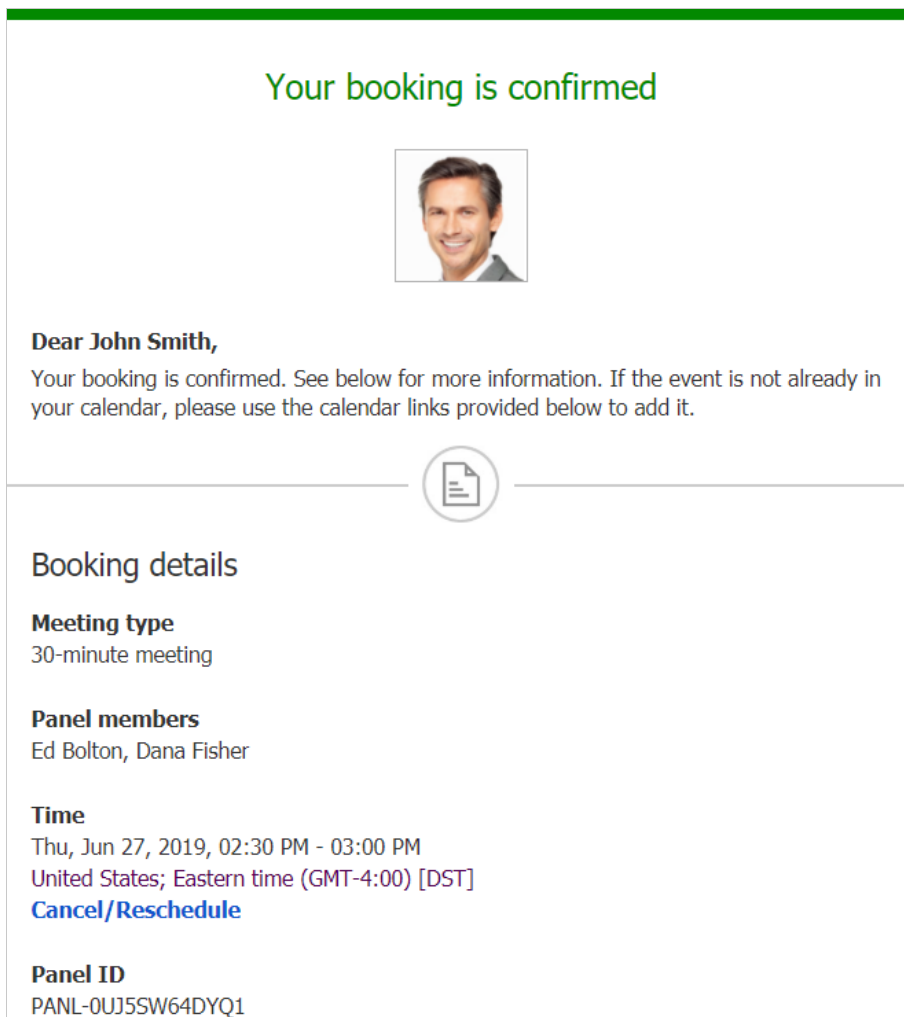 Your booking is confirmed
Dear John Smith,
Your booking is confirmed. See below for more information. If the event is not already in
your calendar, please use the calendar links provided below to add it.
Booking details
Meeting type
30-minute meeting
Panel members
Ed Bolton, Dana Fisher
Time
Thu, Jun 27, 2019, 02:30 PM - 03:00 PM
United States; Eastern time (GMT-4:00) [DST]
Cancel/Reschedule
Panel ID
PANL-0UJ5SW64DYQ1